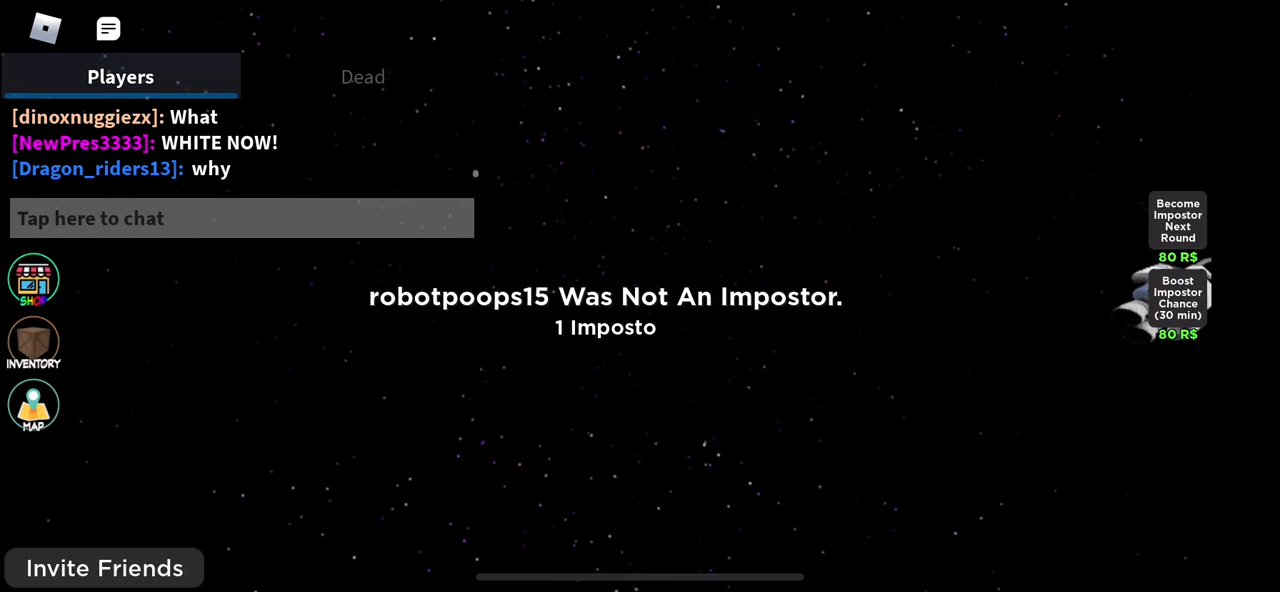 Players
Dead
[dinoxnuggiezx]: What
[NewPres3333]: WHITE NOW!
[Dragon_riders13]: why
Tap here to chat
SHOP
INVENTORY
MAP
robotpoops15 Was Not An Impostor.
1 Imposto
Become
Impostor
Next
Round
80 R$
Boost
Impostor
Chance
(30 min)
80 R$
Invite Friends